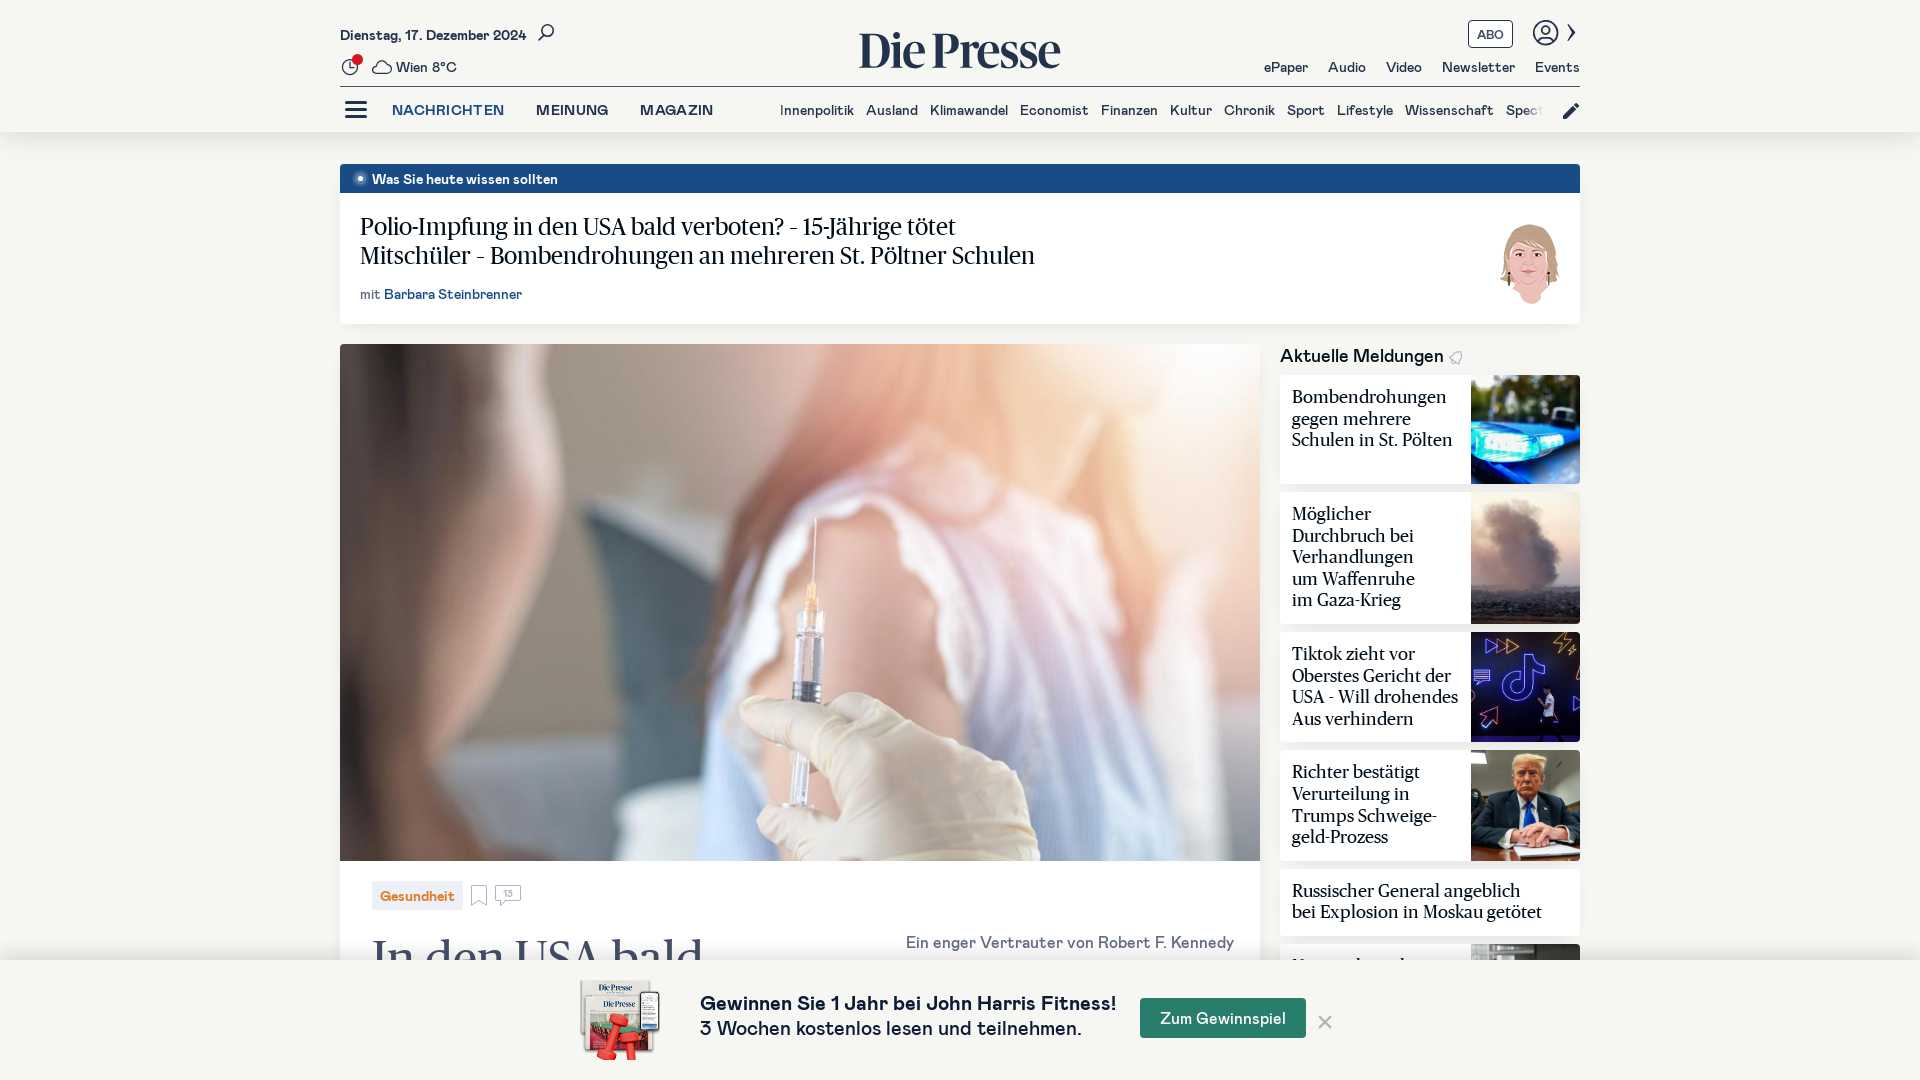 Dienstag, 17. Dezember 2024
Die Presse
ABO
Wien 8°C
ePaper Audio Video Newsletter Events
NACHRICHTEN MEINUNG MAGAZIN Innenpolitik Ausland Klimawandel Economist Finanzen Kultur Chronik Sport Lifestyle Wissenschaft Spect
Was Sie heute wissen sollten
Polio-Impfung in den USA bald verboten? – 15-Jährige tötet
Mitschüler – Bombendrohungen an mehreren St. Pöltner Schulen
mit Barbara Steinbrenner
Gesundheit
13
In den USA bald
Ein enger Vertrauter von Robert F. Kennedy
Aktuelle Meldungen
Bombendrohungen
gegen mehrere
Schulen in St. Pölten
Möglicher
Durchbruch bei
Verhandlungen
um Waffenruhe
im Gaza-Krieg
Tiktok zieht vor
Oberstes Gericht der
USA - Will drohendes
Aus verhindern
Richter bestätigt
Verurteilung in
Trumps Schweige-
geld-Prozess
Russischer General angeblich
bei Explosion in Moskau getötet
Die Presse
Die Presse
Gewinnen Sie 1 Jahr bei John Harris Fitness!
3 Wochen kostenlos lesen und teilnehmen.
Zum Gewinnspiel